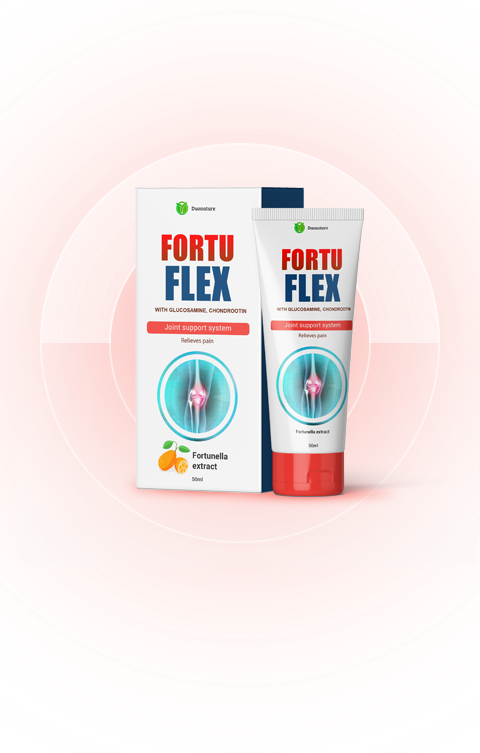 Duonature
FORTU
FLEX
WITH GLUCOSAMINE, CHONDROOTIN
Joint support system
Relieves pain
Fortunella
extract
50ml
Duonature
FORTU
FLEX
WITH GLUCOSAMINE, CHONDROOTIN
Joint support system
Relieves pain
Fortunella extract
50ml